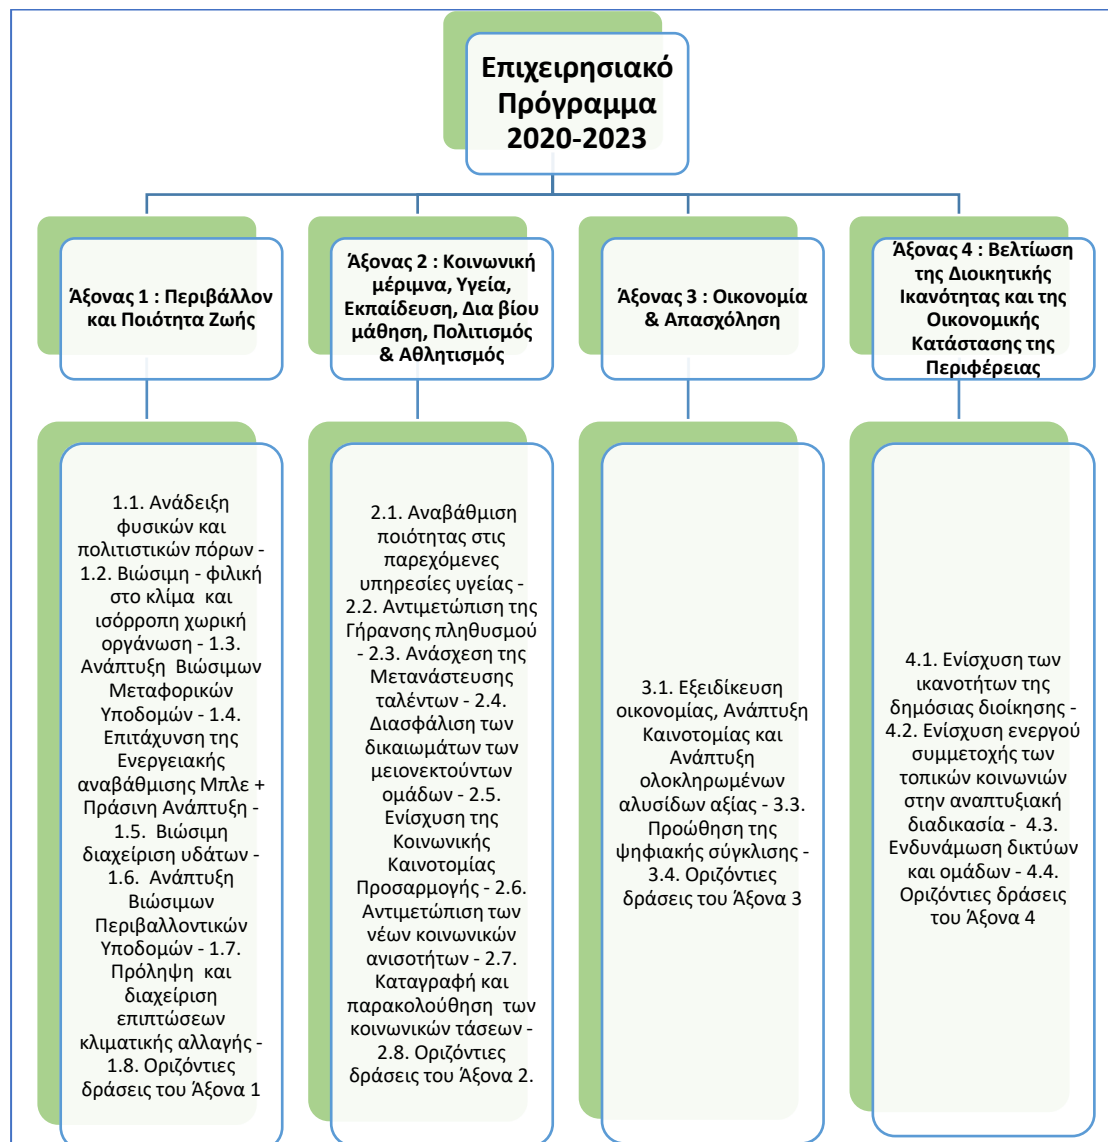 Επιχειρησιακό
Πρόγραμμα
2020-2023
Άξονας 1 : Περιβάλλον
και Ποιότητα Ζωής
Άξονας 2 : Κοινωνική
μέριμνα, Υγεία,
Εκπαίδευση, Δια βίου
μάθηση, Πολιτισμός
& Αθλητισμός
Άξονας 3 : Οικονομία
& Απασχόληση
Άξονας 4 : Βελτίωση
της Διοικητικής
Ικανότητας και της
Οικονομικής
Κατάστασης της
Περιφέρειας
1.1. Ανάδειξη
φυσικών και
πολιτιστικών πόρων -
1.2. Βιώσιμη - φιλική
στο κλίμα και
ισόρροπη χωρική
οργάνωση - 1.3.
Ανάπτυξη Βιώσιμων
Μεταφορικών
Υποδομών - 1.4.
Επιτάχυνση της
Ενεργειακής
αναβάθμισης Μπλε +
Πράσινη Ανάπτυξη -
1.5. Βιώσιμη
διαχείριση υδάτων -
1.6. Ανάπτυξη
Βιώσιμων
Περιβαλλοντικών
Υποδομών - 1.7.
Πρόληψη και
διαχείριση
επιπτώσεων
κλιματικής αλλαγής -
1.8. Οριζόντιες
δράσεις του Άξονα 1
2.1. Αναβάθμιση
ποιότητας στις
παρεχόμενες
υπηρεσίες υγείας -
2.2. Αντιμετώπιση της
Γήρανσης πληθυσμού
- 2.3. Ανάσχεση της
Μετανάστευσης
ταλέντων - 2.4.
Διασφάλιση των
δικαιωμάτων των
μειονεκτούντων
ομάδων - 2.5.
Ενίσχυση της
Κοινωνικής
Καινοτομίας
Προσαρμογής - 2.6.
Αντιμετώπιση των
νέων κοινωνικών
ανισοτήτων - 2.7.
Καταγραφή και
παρακολούθηση των
κοινωνικών τάσεων -
2.8. Οριζόντιες
δράσεις του Άξονα 2.
3.1. Εξειδίκευση
οικονομίας, Ανάπτυξη
Καινοτομίας και
Ανάπτυξη
ολοκληρωμένων
αλυσίδων αξίας - 3.3.
Προώθηση της
ψηφιακής σύγκλισης -
3.4. Οριζόντιες
δράσεις του Άξονα 3
4.1. Ενίσχυση των
ικανοτήτων της
δημόσιας διοίκησης -
4.2. Ενίσχυση ενεργού
συμμετοχής των
τοπικών κοινωνιών
στην αναπτυξιακή
διαδικασία - 4.3.
Ενδυνάμωση δικτύων
και ομάδων - 4.4.
Οριζόντιες δράσεις
του Άξονα 4